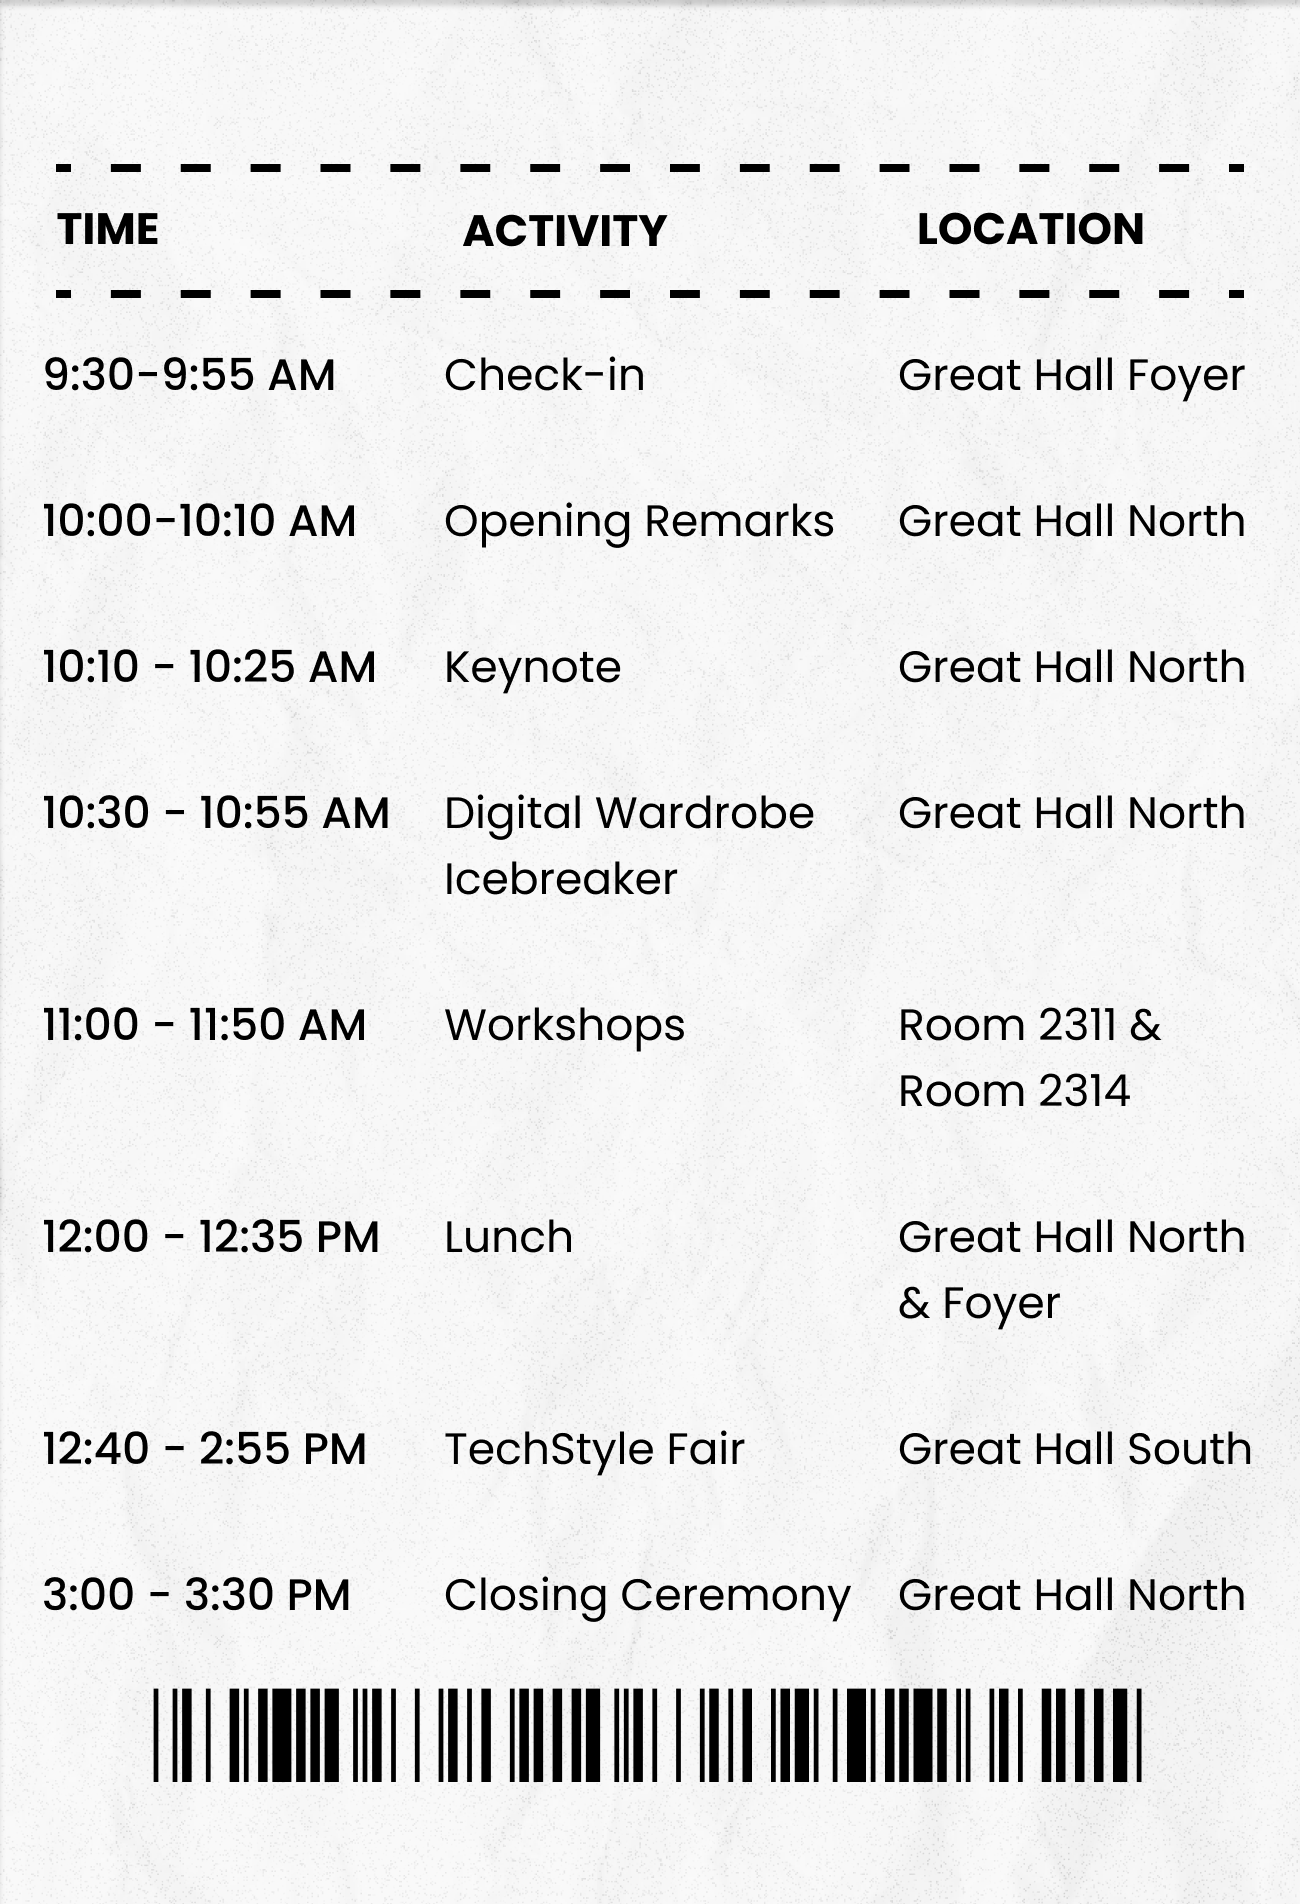 TIME ACTIVITY LOCATION
9:30-9:55 AM Check-in Great Hall Foyer
10:00-10:10 AM Opening Remarks Great Hall North
10:10 - 10:25 AM Keynote Great Hall North
10:30 - 10:55 AM Digital Wardrobe Great Hall North
Icebreaker
11:00 - 11:50 AM Workshops Room 2311 &
Room 2314
12:00 - 12:35 PM Lunch Great Hall North
& Foyer
12:40 - 2:55 PM TechStyle Fair Great Hall South
3:00 - 3:30 PM Closing Ceremony Great Hall North